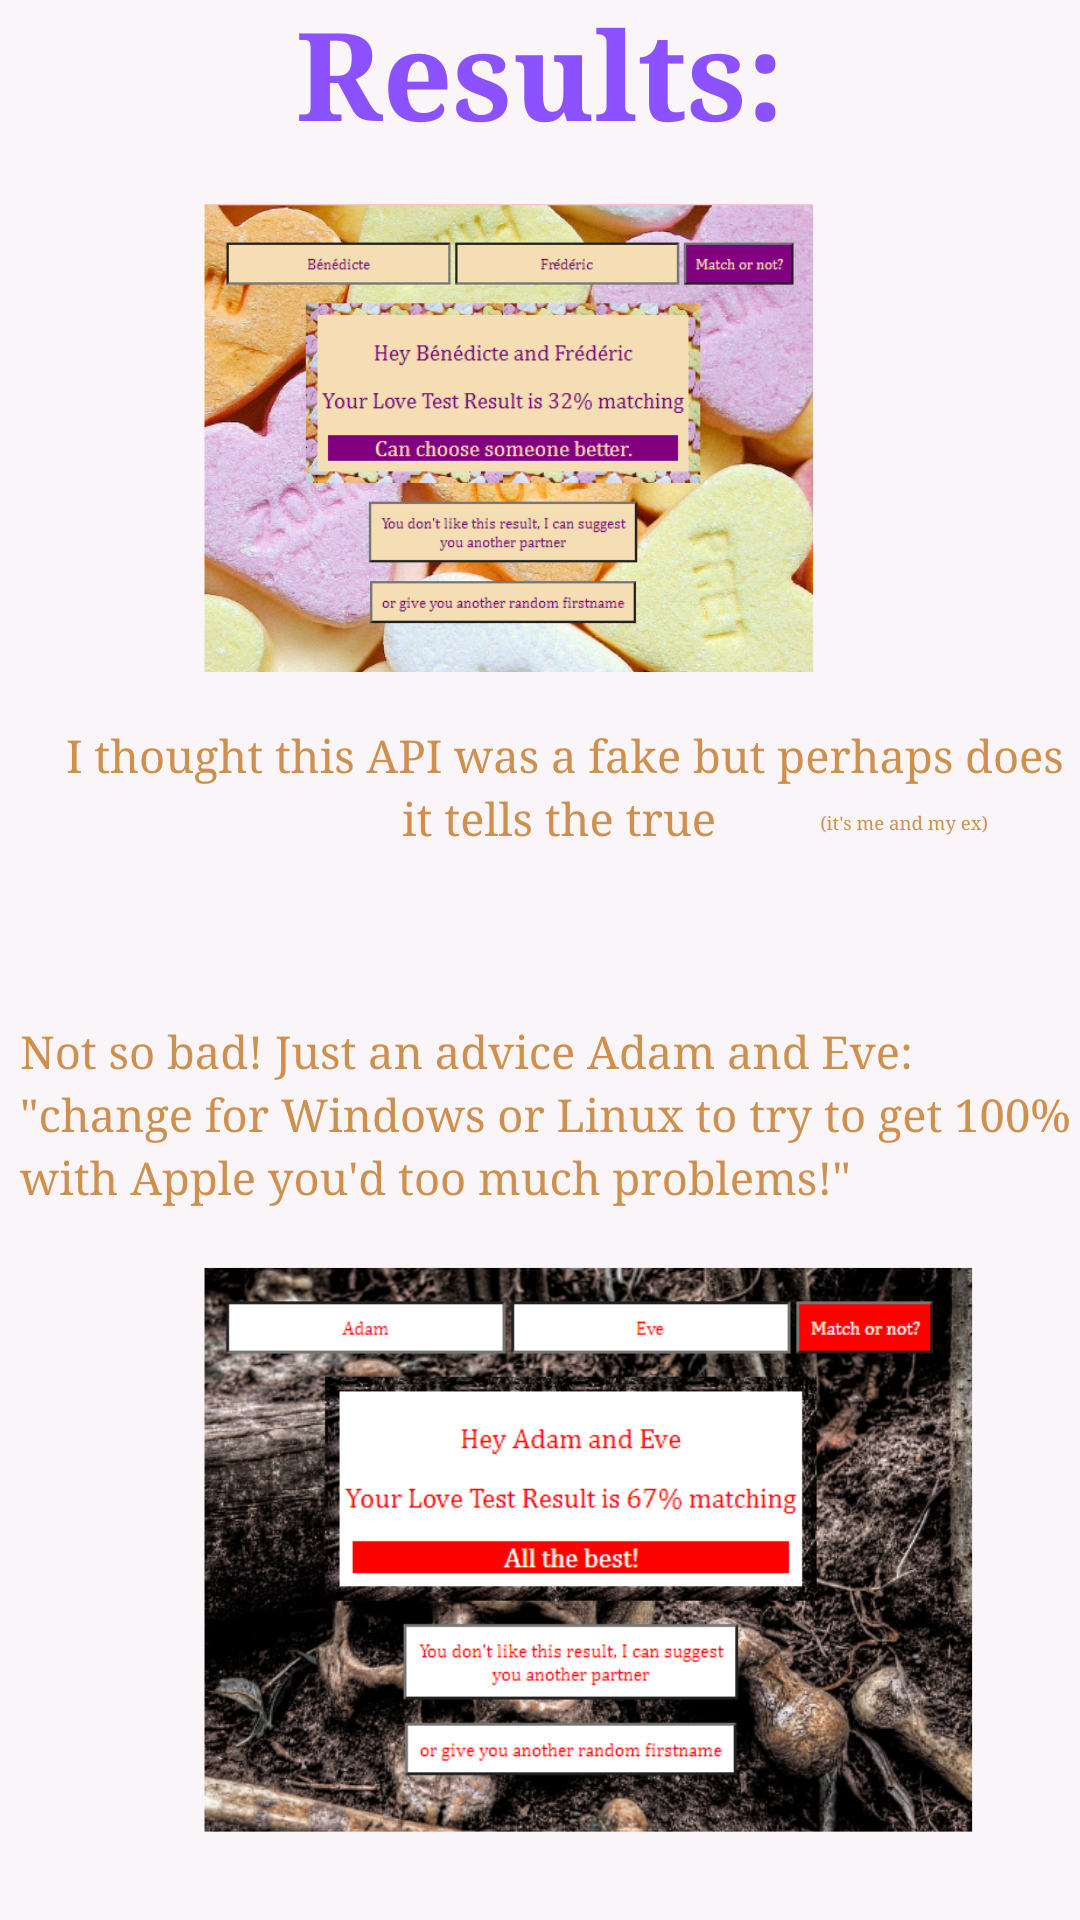 Results:
Bénédicte
Frédéric
Match or not?
Hey Bénédicte and Frédéric
Your Love Test Result is 32% matching
Can choose someone better.
You don't like this result, I can suggest
you another partner
or give you another random firstname
I thought this API was a fake but perhaps does
it tells the true
(it's me and my ex)
Not so bad! Just an advice Adam and Eve:
"change for Windows or Linux to try to get 100%
with Apple you'd too much problems!"
Adam
Eve
Match or not?
Hey Adam and Eve
Your Love Test Result is 67% matching
All the best!
You don't like this result, I can suggest
you another partner
or give you another random firstname